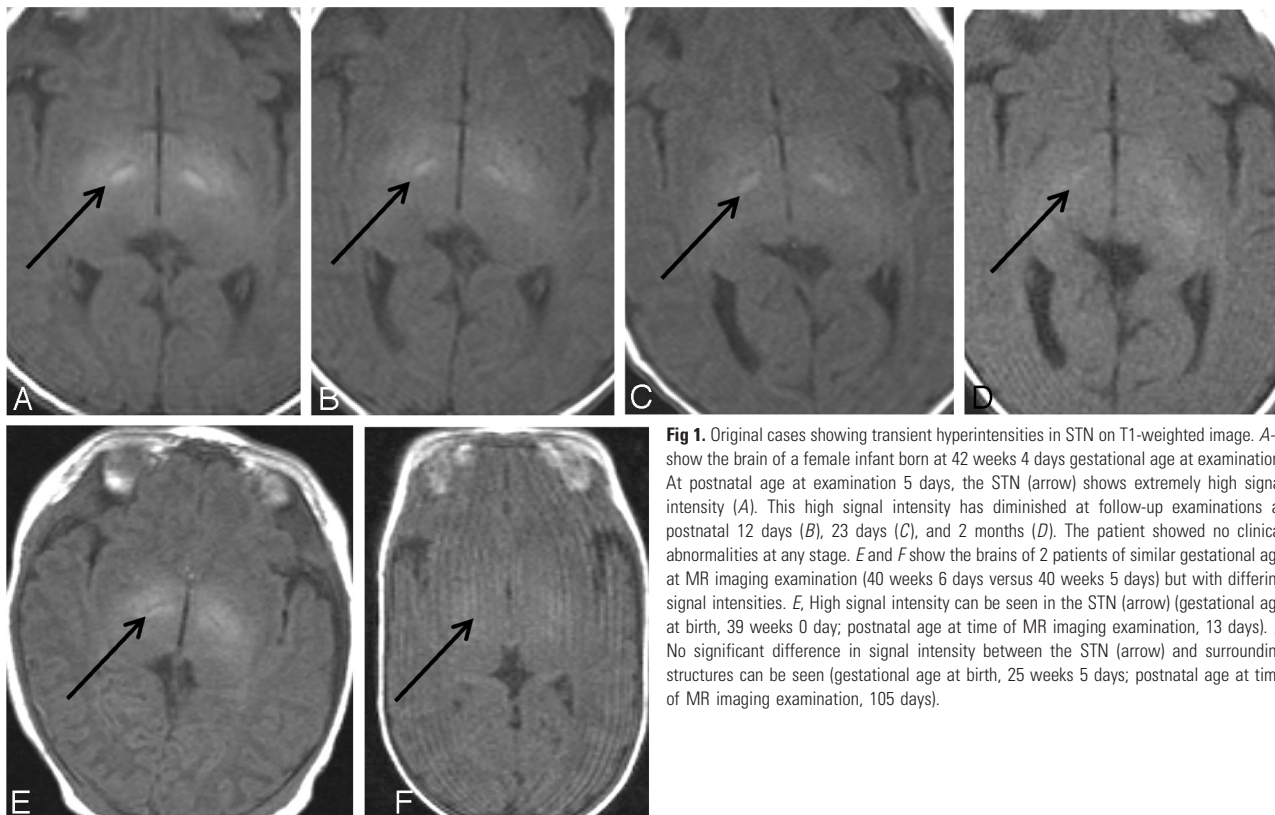 A
B
C
D
E
F
Fig 1. Original cases showing transient hyperintensities in STN on T1-weighted image. A-
show the brain of a female infant born at 42 weeks 4 days gestational age at examination
At postnatal age at examination 5 days, the STN (arrow) shows extremely high signa
intensity (A). This high signal intensity has diminished at follow-up examinations a
postnatal 12 days (B), 23 days (C), and 2 months (D). The patient showed no clinica
abnormalities at any stage. E and F show the brains of 2 patients of similar gestational ag
at MR imaging examination (40 weeks 6 days versus 40 weeks 5 days) but with differin
signal intensities. E, High signal intensity can be seen in the STN (arrow) (gestational ag
at birth, 39 weeks 0 day; postnatal age at time of MR imaging examination, 13 days).
No significant difference in signal intensity between the STN (arrow) and surroundin
structures can be seen (gestational age at birth, 25 weeks 5 days; postnatal age at tim
of MR imaging examination, 105 days).